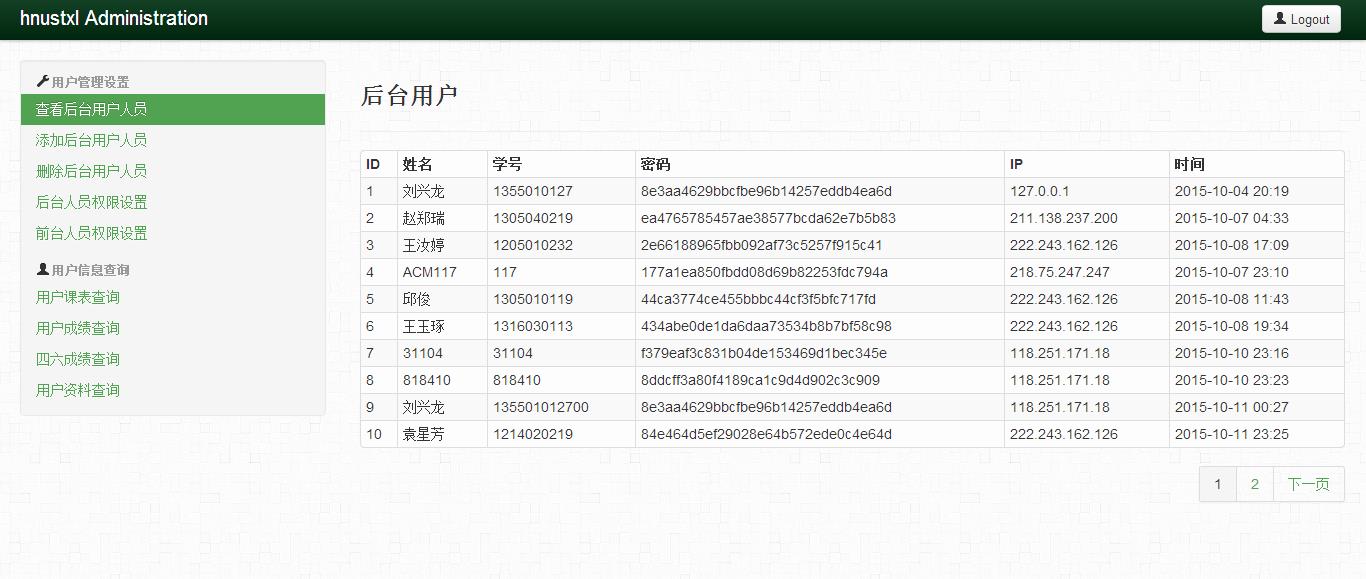 hnustxl Administration
Logout
用户管理设置
查看后台用户人员
添加后台用户人员
删除后台用户人员
后台人员权限设置
前台人员权限设置
用户信息查询
用户课表查询
用户成绩查询
四六成绩查询
用户资料查询
后台用户
ID 姓名 学号 密码 IP 时间
1 刘兴龙 1355010127 8e3aa4629bbcfbe96b14257eddb4ea6d 127.0.0.1 2015-10-04 20:19
2 赵郑瑞 1305040219 ea4765785457ae38577bcda62e7b5b83 211.138.237.200 2015-10-07 04:33
3 王汝婷 1205010232 2e66188965fbb092af73c5257f915c41 222.243.162.126 2015-10-08 17:09
4 ACM117 117 177a1ea850fbdd08d69b82253fdc794a 218.75.247.247 2015-10-07 23:10
5 邱俊 1305010119 44ca3774ce455bbbc44cf3f5bfc717fd 222.243.162.126 2015-10-08 11:43
6 王玉琢 1316030113 434abe0de1da6daa73534b8b7bf58c98 222.243.162.126 2015-10-08 19:34
7 31104 31104 f379eaf3c831b04de153469d1bec345e 118.251.171.18 2015-10-10 23:16
8 818410 818410 8ddcff3a80f4189ca1c9d4d902c3c909 118.251.171.18 2015-10-10 23:23
9 刘兴龙 135501012700 8e3aa4629bbcfbe96b14257eddb4ea6d 118.251.171.18 2015-10-11 00:27
10 袁星芳 1214020219 84e464d5ef29028e64b572ede0c4e64d 222.243.162.126 2015-10-11 23:25
1 2 下一页